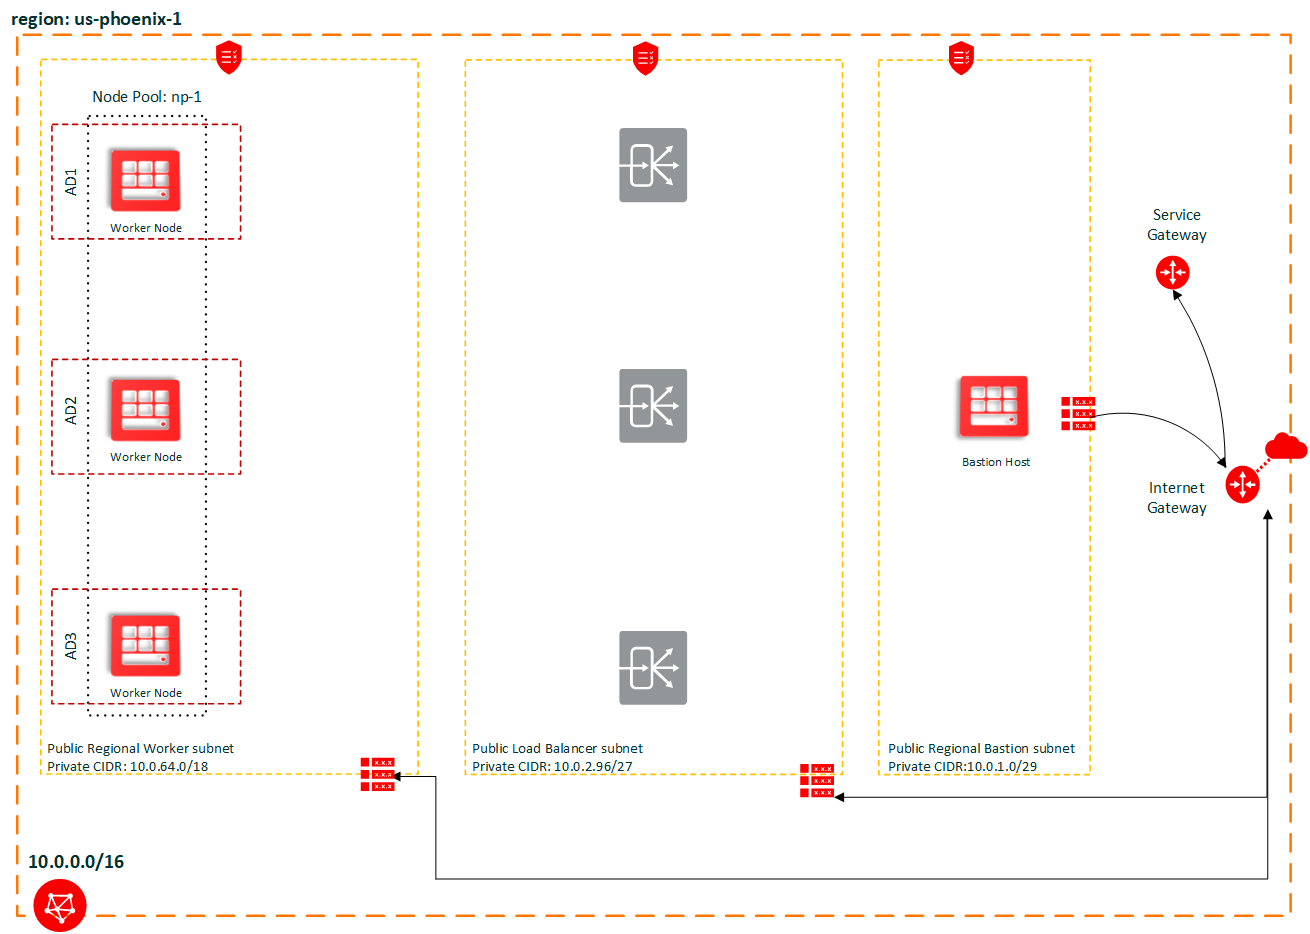 region: us-phoenix-1
Node Pool: np-1
AD1
Worker Node
AD2
Worker Node
AD3
Worker Node
Public Regional Worker subnet
Private CIDR: 10.0.64.0/18
x.x.x
x.x.x
x.x.x
Public Load Balancer subnet
Private CIDR: 10.0.2.96/27
x.x.x
x.x.x
x.x.x
Bastion Host
x.x.x
x.x.x
x.x.x
Public Regional Bastion subnet
Private CIDR:10.0.1.0/29
Service
Gateway
Internet
Gateway
10.0.0.0/16